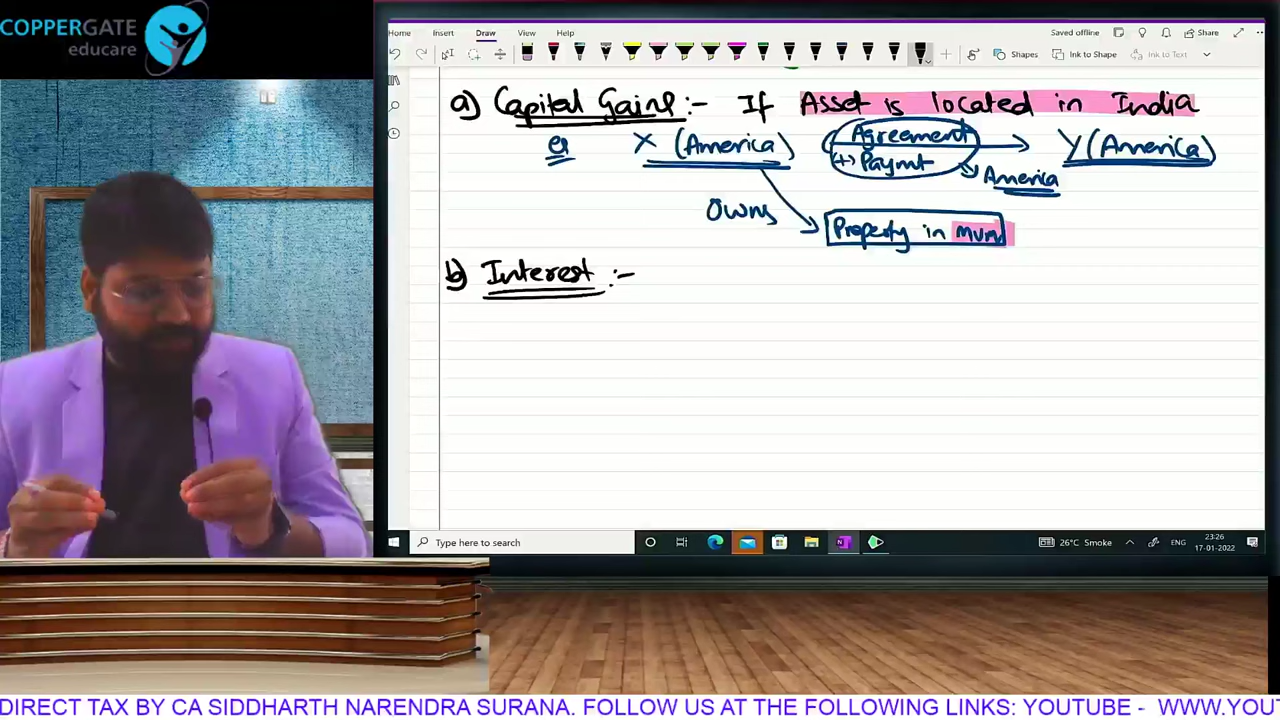 COPPERGATE
educare
Home Insert Draw View Help
Saved offline
Share
Shapes
Ink to Shape
Ink to Text
a) Capital Gains :- If Asset is located in India
eg X (America) Agreement Y (America)
(+) Paymt America
Owns
Property in mum
b) Interest :-
Type here to search
26°C Smoke
ENG
23:26
17-01-2022
DIRECT TAX BY CA SIDDHARTH NARENDRA SURANA. FOLLOW US AT THE FOLLOWING LINKS: YOUTUBE - WWW.YOU